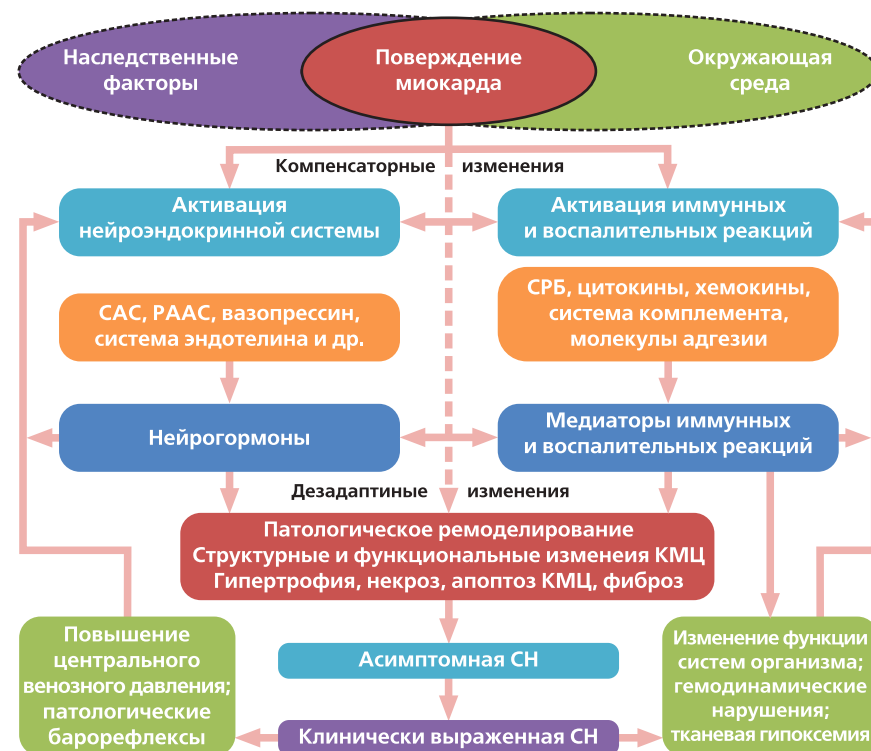 Наследственные
факторы
Поверждение
миокарда
Окружающая
среда
Компенсаторные изменения
Активация
нейроэндокринной системы
Активация иммунных
и воспалительных реакций
САС, РААС, вазопрессин,
система эндотелина и др.
СРБ, цитокины, хемокины,
система комплемента,
молекулы адгезии
Нейрогормоны
Медиаторы иммунных
и воспалительных реакций
Дезадаптиные изменения
Патологическое ремоделирование
Структурные и функциональные изменеия КМЦ
Гипертрофия, некроз, апоптоз КМЦ, фиброз
Повышение
центрального
венозного давления;
патологические
барорефлексы
Асимптомная СН
Клинически выраженная СН
Изменение функции
систем организма;
гемодинамические
нарушения;
тканевая гипоксемия